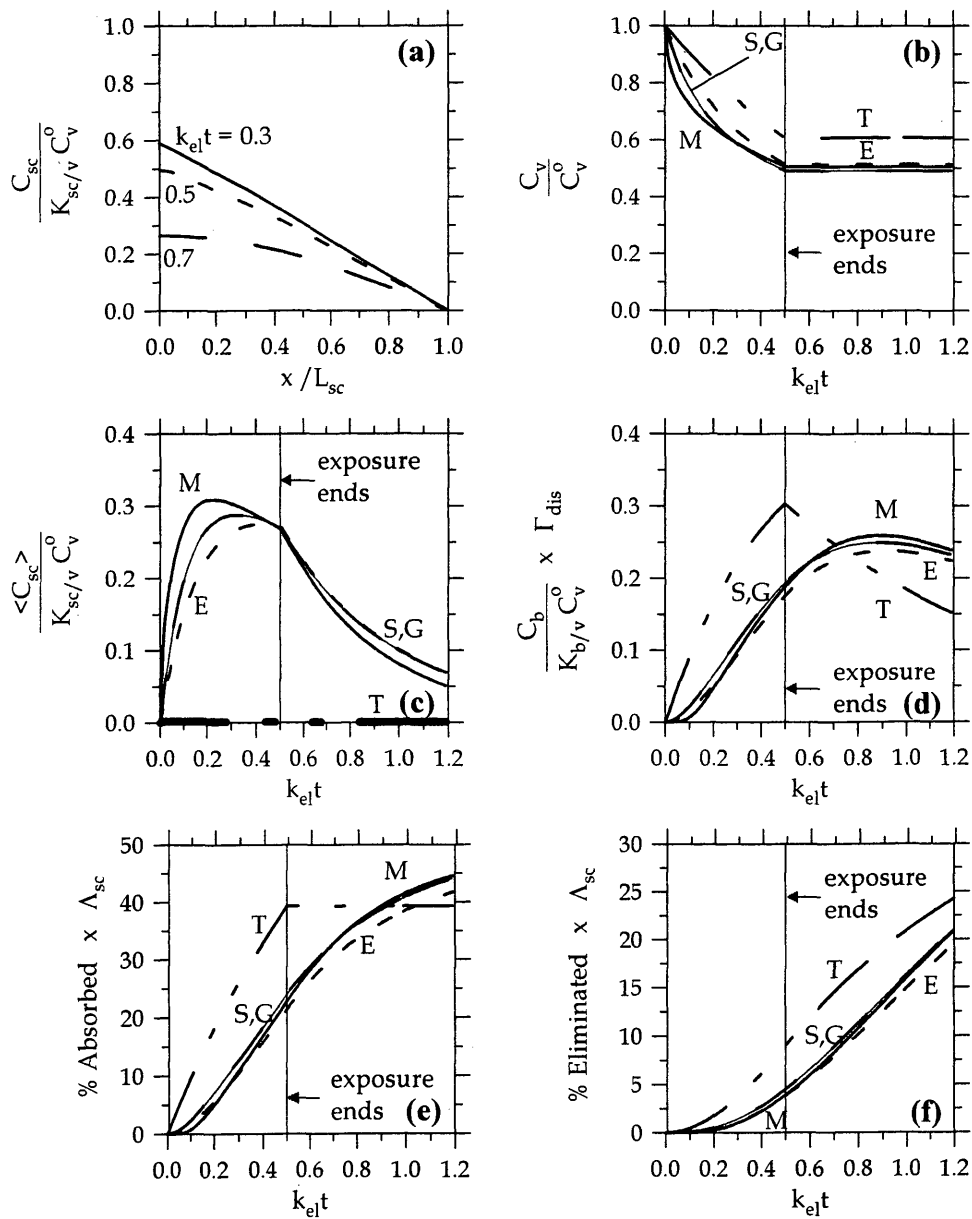 (a)
C_sc / K_sc/v C_v^o
1.0
0.8
0.6
0.4
0.2
0.0
k_el t = 0.3
0.5
0.7
0.0 0.2 0.4 0.6 0.8 1.0
x / L_sc
(b)
C_v / C_v^o
1.0
0.8
0.6
0.4
0.2
0.0
S,G
M
T
E
exposure
ends
0.0 0.2 0.4 0.6 0.8 1.0 1.2
k_el t
(c)
<C_sc> / K_sc/v C_v^o
0.4
0.3
0.2
0.1
0.0
M
E
exposure
ends
S,G
T
0.0 0.2 0.4 0.6 0.8 1.0 1.2
k_el t
(d)
C_b / K_b/v C_v^o x Γ_dis
0.4
0.3
0.2
0.1
0.0
M
S,G
E
T
exposure
ends
0.0 0.2 0.4 0.6 0.8 1.0 1.2
k_el t
(e)
% Absorbed x Λ_sc
50
40
30
20
10
0
M
T
E
S,G
exposure
ends
0.0 0.2 0.4 0.6 0.8 1.0 1.2
k_el t
(f)
% Eliminated x Λ_sc
30
25
20
15
10
5
0
exposure
ends
T
E
S,G
M
0.0 0.2 0.4 0.6 0.8 1.0 1.2
k_el t